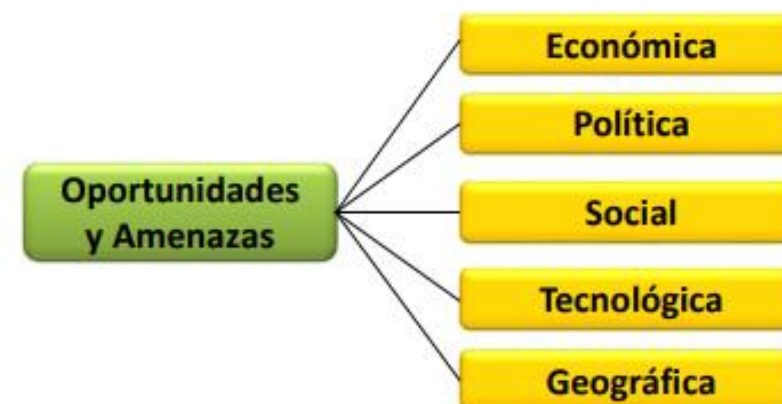 Oportunidades
y Amenazas
Económica
Política
Social
Tecnológica
Geográfica